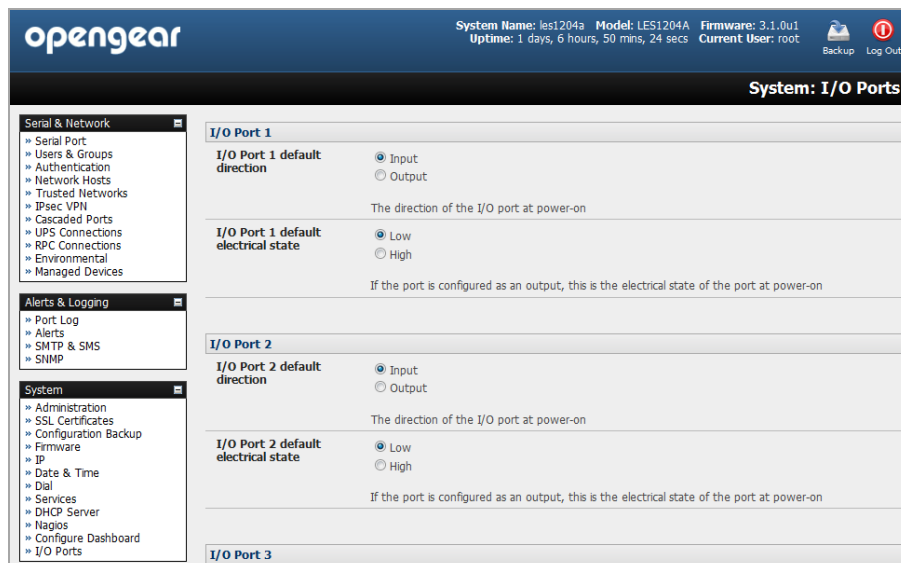 opengear
System Name: les1204a Model: LES1204A Firmware: 3.1.0u1
Uptime: 1 days, 6 hours, 50 mins, 24 secs Current User: root
Backup
Log Out
System: I/O Ports
Serial & Network
» Serial Port
» Users & Groups
» Authentication
» Network Hosts
» Trusted Networks
» IPsec VPN
» Cascaded Ports
» UPS Connections
» RPC Connections
» Environmental
» Managed Devices
Alerts & Logging
» Port Log
» Alerts
» SMTP & SMS
» SNMP
System
» Administration
» SSL Certificates
» Configuration Backup
» Firmware
» IP
» Date & Time
» Dial
» Services
» DHCP Server
» Nagios
» Configure Dashboard
» I/O Ports
I/O Port 1
I/O Port 1 default
direction
Input
Output
The direction of the I/O port at power-on
I/O Port 1 default
electrical state
Low
High
If the port is configured as an output, this is the electrical state of the port at power-on
I/O Port 2
I/O Port 2 default
direction
Input
Output
The direction of the I/O port at power-on
I/O Port 2 default
electrical state
Low
High
If the port is configured as an output, this is the electrical state of the port at power-on
I/O Port 3